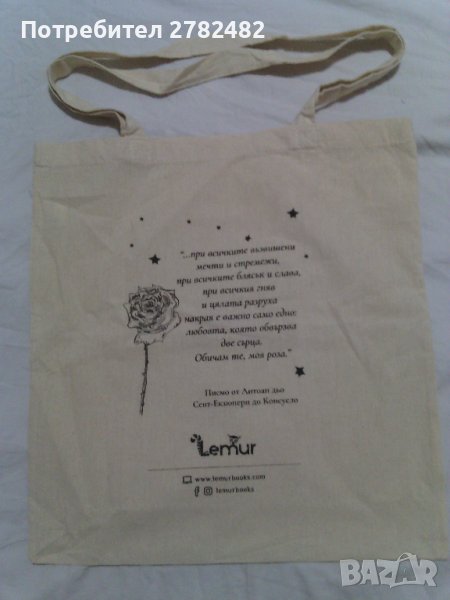 Потребител 2782482
"...при всичките възвишени
мечти и стремежи,
при всичките блясък и слава,
при всичкия гняв
и цялата разруха
накрая е важно само едно:
любовта, която обвързва
две сърца.
Обичам те, моя роза."
Писмо от Антоан дьо
Сент-Екзюпери до Консуело
Lemur
www.lemurbooks.com
lemurbooks
BAZAR